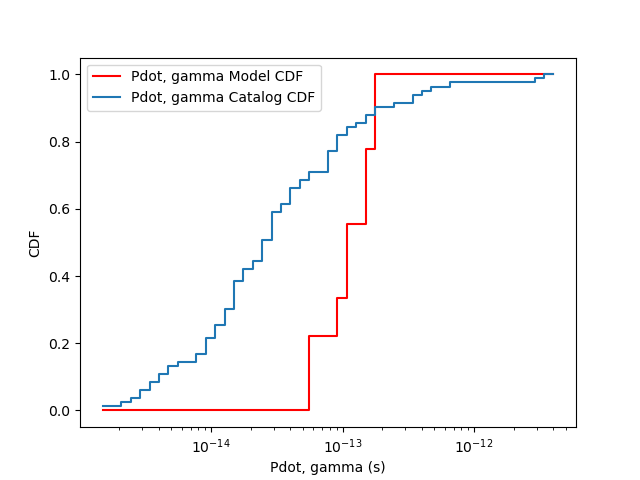 Pdot, gamma Model CDF
Pdot, gamma Catalog CDF
1.0
0.8
0.6
0.4
0.2
0.0
CDF
10⁻¹⁴
10⁻¹³
10⁻¹²
Pdot, gamma (s)